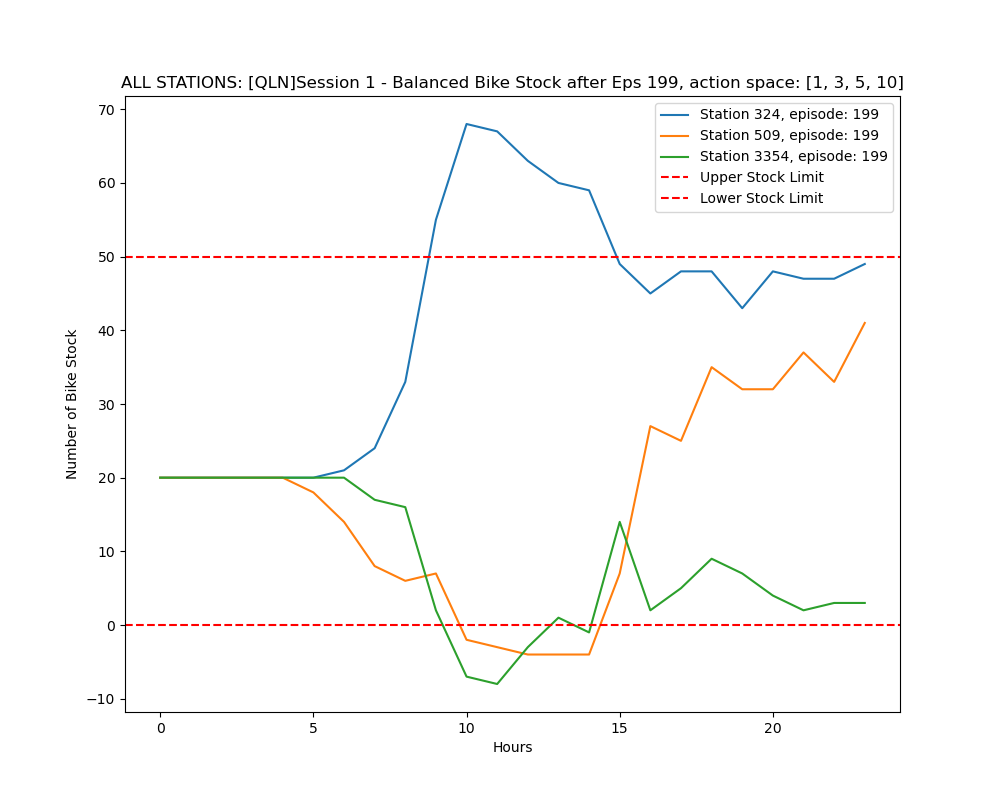 ALL STATIONS: [QLN]Session 1 - Balanced Bike Stock after Eps 199, action space: [1, 3, 5, 10]
Station 324, episode: 199
Station 509, episode: 199
Station 3354, episode: 199
Upper Stock Limit
Lower Stock Limit
Number of Bike Stock
70
60
50
40
30
20
10
0
−10
0 5 10 15 20
Hours